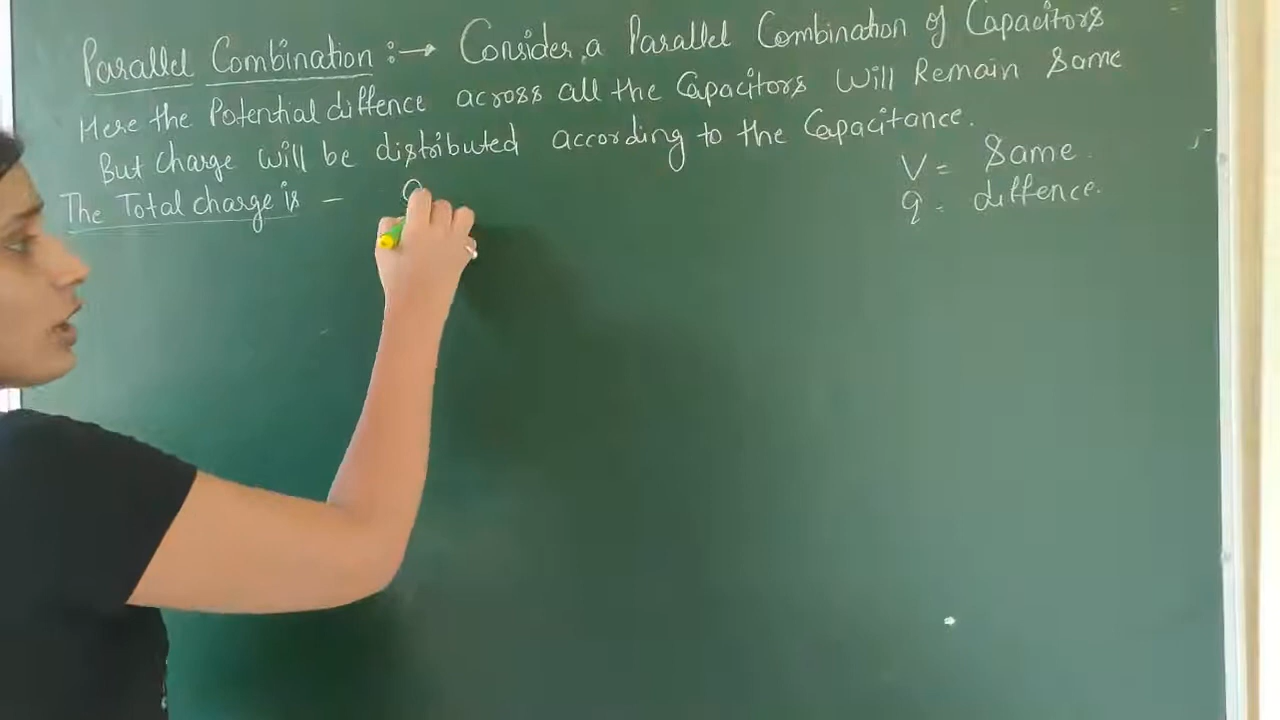 Parallel Combination :→ Consider a Parallel Combination of Capacitors
Here the Potential diffence across all the Capacitors Will Remain Same
But Charge will be distributed according to the Capacitance.
V = Same
The Total charge is –
q = diffence.